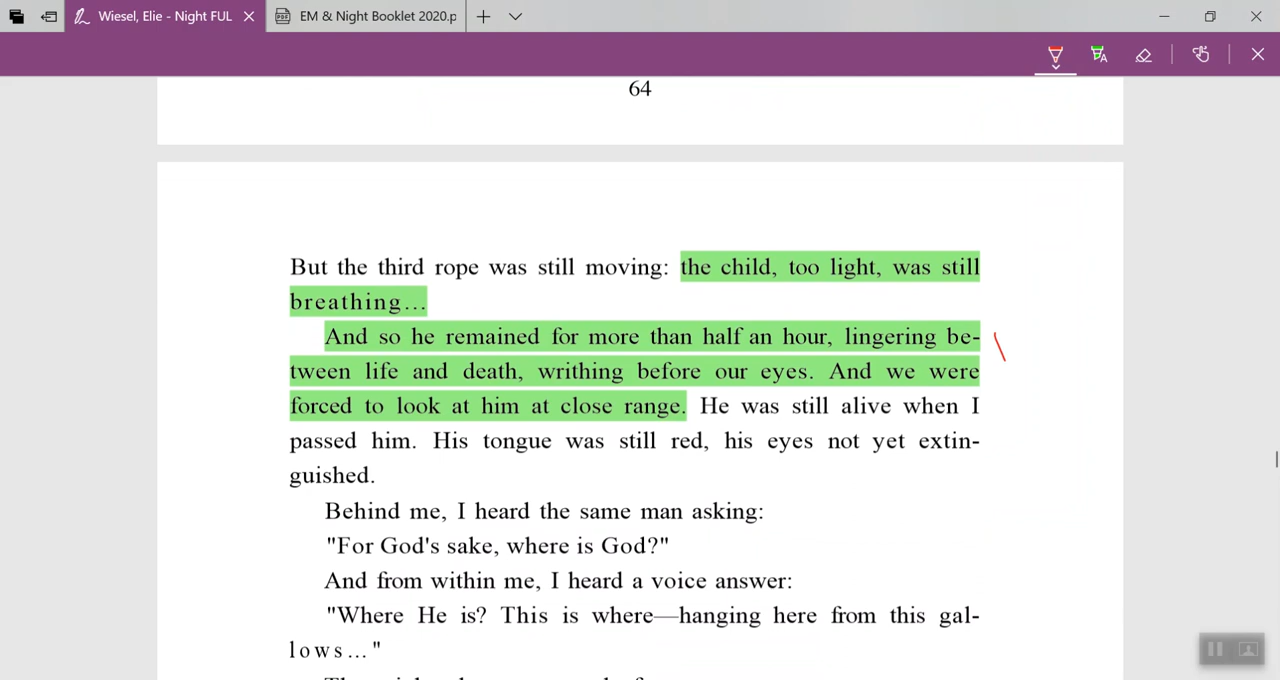 Wiesel, Elie - Night FUL
EM & Night Booklet 2020.p
64
But the third rope was still moving: the child, too light, was still
breathing...
And so he remained for more than half an hour, lingering be-
tween life and death, writhing before our eyes. And we were
forced to look at him at close range. He was still alive when I
passed him. His tongue was still red, his eyes not yet extin-
guished.
Behind me, I heard the same man asking:
"For God's sake, where is God?"
And from within me, I heard a voice answer:
"Where He is? This is where—hanging here from this gal-
lows..."